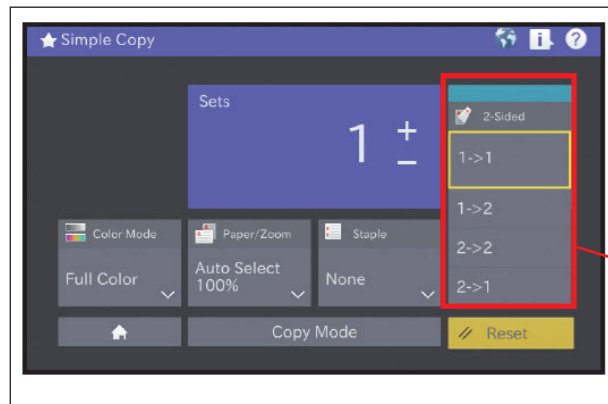 Simple Copy
Sets
1
2-Sided
1->1
1->2
2->2
2->1
Color Mode
Full Color
Paper/Zoom
Auto Select
100%
Staple
None
Copy Mode
Reset